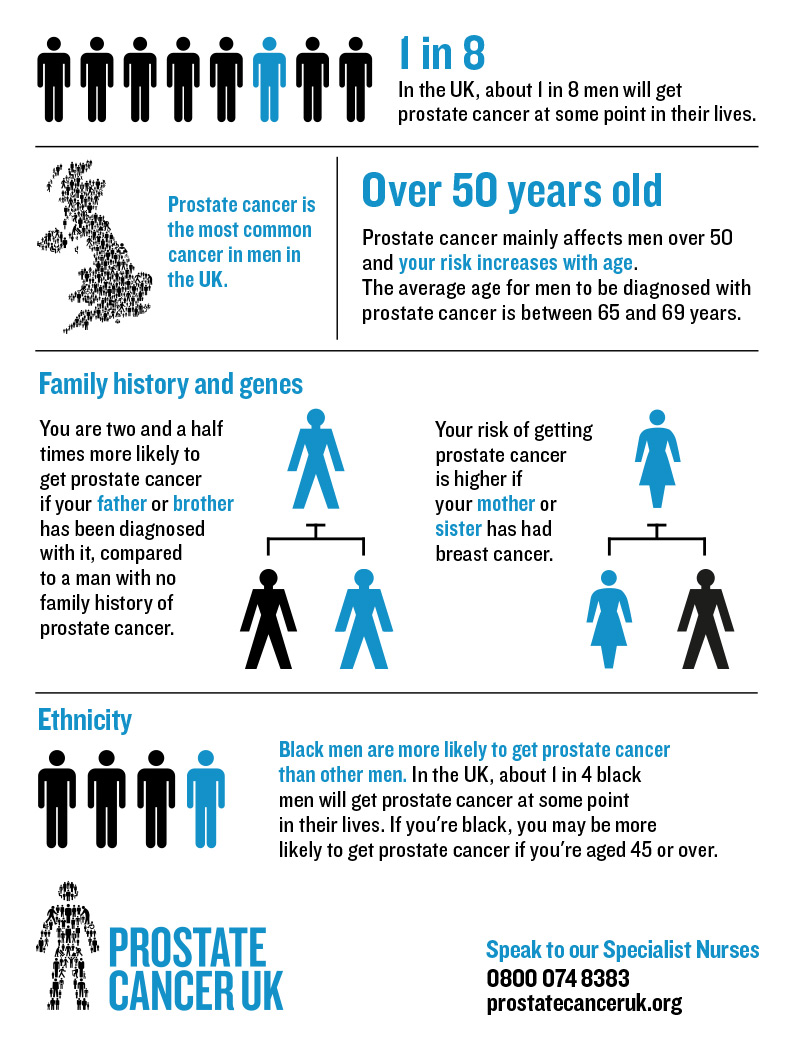 1 in 8
In the UK, about 1 in 8 men will get
prostate cancer at some point in their lives.
Prostate cancer is
the most common
cancer in men in
the UK.
Over 50 years old
Prostate cancer mainly affects men over 50
and your risk increases with age.
The average age for men to be diagnosed with
prostate cancer is between 65 and 69 years.
Family history and genes
You are two and a half
times more likely to
get prostate cancer
if your father or brother
has been diagnosed
with it, compared
to a man with no
family history of
prostate cancer.
Your risk of getting
prostate cancer
is higher if
your mother or
sister has had
breast cancer.
Ethnicity
Black men are more likely to get prostate cancer
than other men. In the UK, about 1 in 4 black
men will get prostate cancer at some point
in their lives. If you're black, you may be more
likely to get prostate cancer if you're aged 45 or over.
PROSTATE
CANCER UK
Speak to our Specialist Nurses
0800 074 8383
prostatecanceruk.org